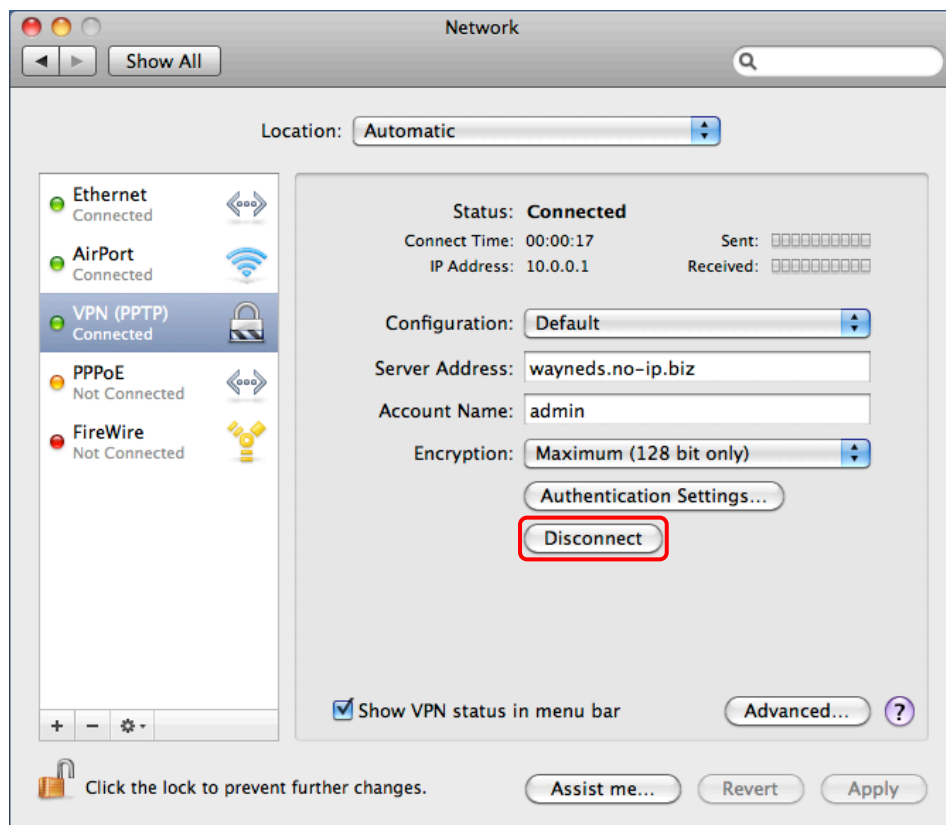 Network
Show All
Location: Automatic
Ethernet
Connected
AirPort
Connected
VPN (PPTP)
Connected
PPPoE
Not Connected
FireWire
Not Connected
Status: Connected
Connect Time: 00:00:17 Sent:
IP Address: 10.0.0.1 Received:
Configuration: Default
Server Address: wayneds.no-ip.biz
Account Name: admin
Encryption: Maximum (128 bit only)
Authentication Settings...
Disconnect
Show VPN status in menu bar Advanced... ?
Click the lock to prevent further changes. Assist me... Revert Apply